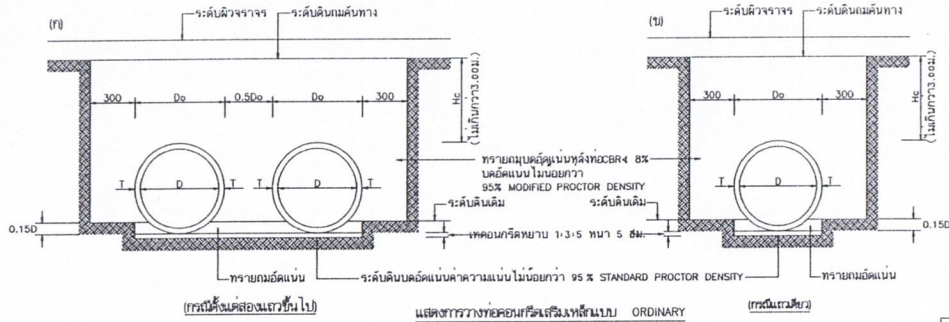 (ก)
ระดับผิวจราจร
ระดับดินถมคันทาง
300
Do
0.5Do
Do
300
Hc
(ไม่เกินกว่า3.00ม.)
T
D
T
T
D
T
0.15D
ทรายถมบดอัดแน่นหลังท่อCBR≮ 8%
บดอัดแน่นไม่น้อยกว่า
95% MODIFIED PROCTOR DENSITY
ระดับดินเดิม
ระดับดินเดิม
เทคอนกรีตหยาบ 1:3:5 หนา 5 ซม.
ทรายถมอัดแน่น
ระดับดินบดอัดแน่นค่าความแน่นไม่น้อยกว่า 95 % STANDARD PROCTOR DENSITY
(กรณีตั้งแต่สองแถวขึ้นไป)
(ข)
ระดับผิวจราจร
ระดับดินถมคันทาง
300
Do
300
Hc
(ไม่เกินกว่า3.00ม.)
T
D
T
0.15D
ทรายถมอัดแน่น
(กรณีแถวเดียว)
แสดงการวางท่อคอนกรีตเสริมเหล็กแบบ ORDINARY